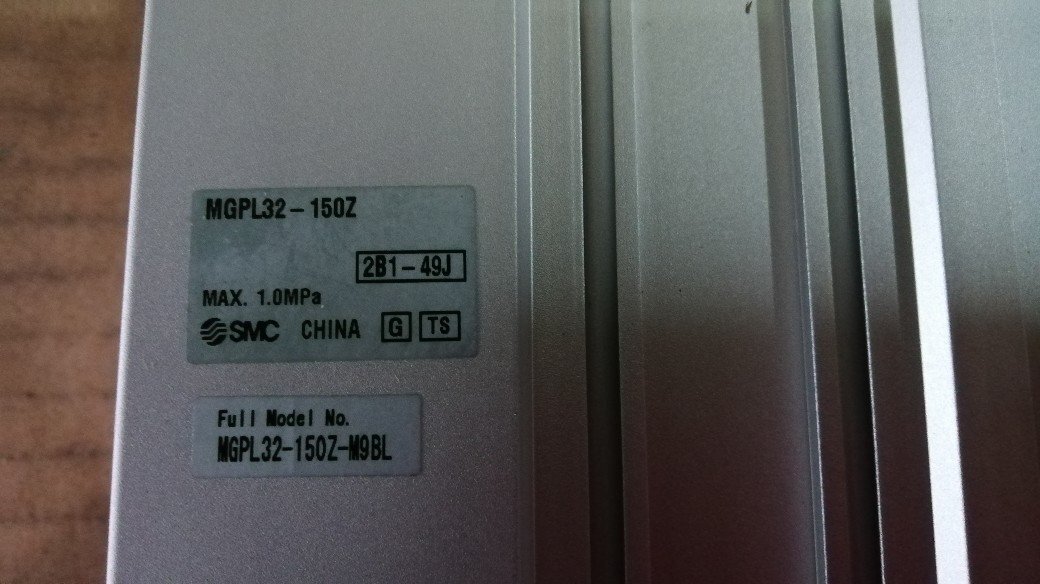 MGPL32-150Z
2B1-49J
MAX. 1.0MPa
SMC CHINA G TS
Full Model No.
MGPL32-150Z-M9BL